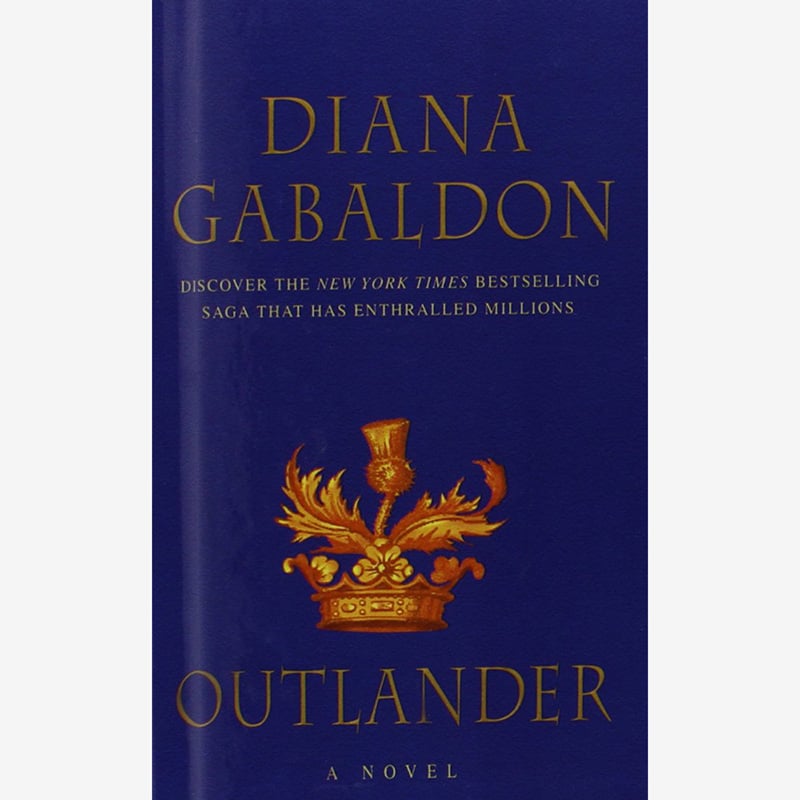 DIANA
GABALDON
DISCOVER THE NEW YORK TIMES BESTSELLING
SAGA THAT HAS ENTHRALLED MILLIONS
OUTLANDER
A NOVEL